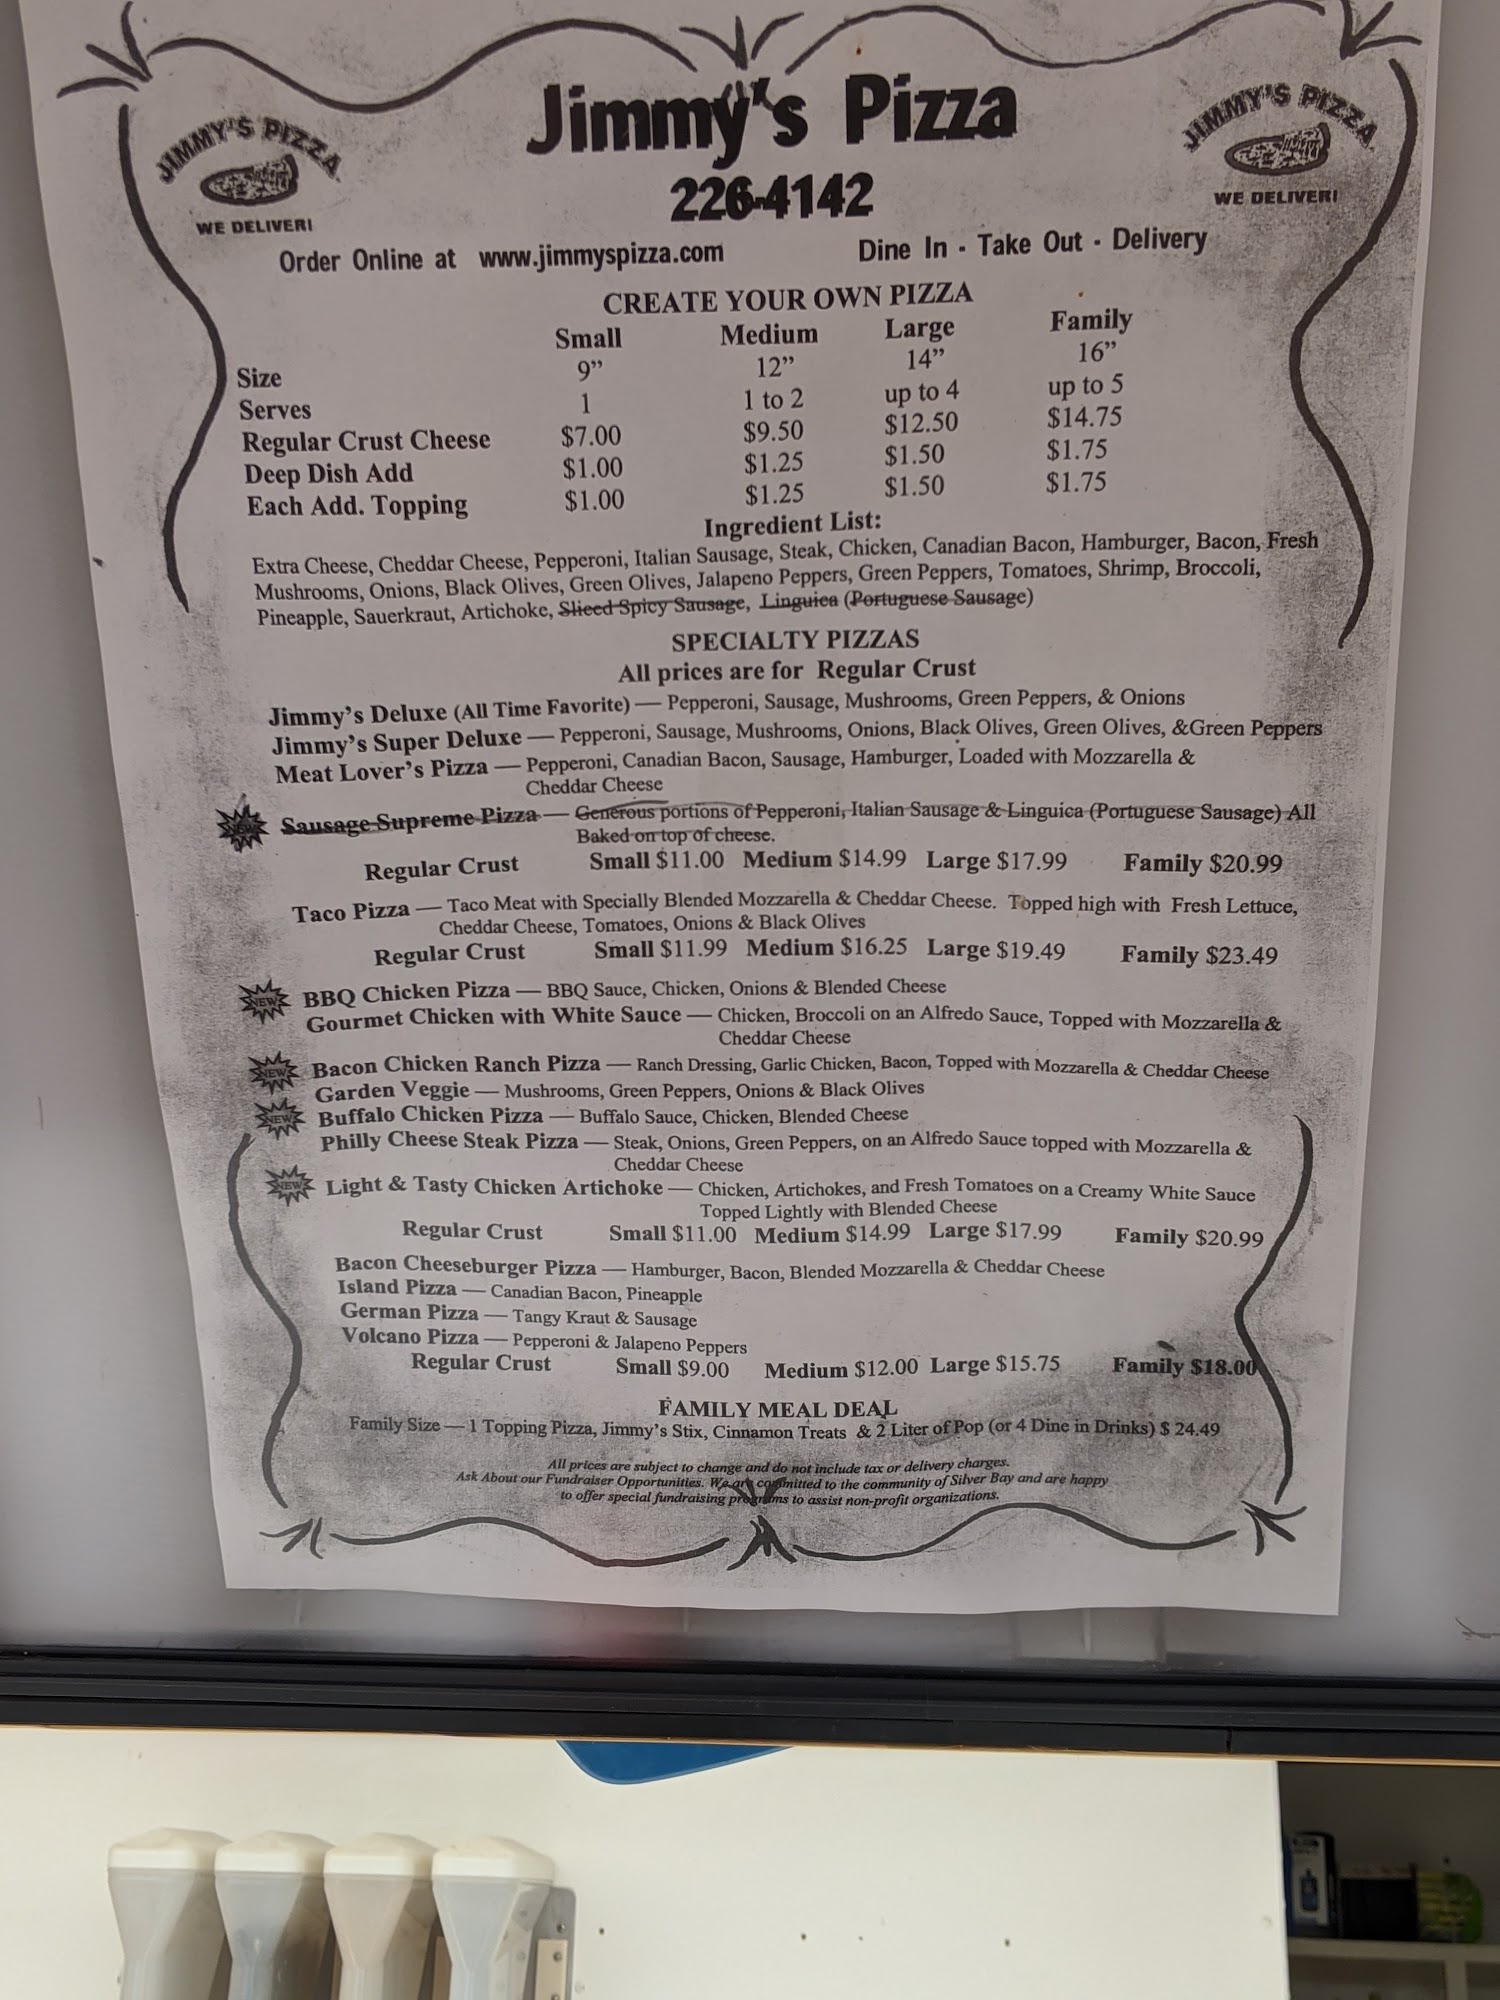 Jimmy's Pizza
JIMMY'S PIZZA
WE DELIVER!
JIMMY'S PIZZA
WE DELIVER!
226-4142
Order Online at www.jimmyspizza.com Dine In - Take Out - Delivery
CREATE YOUR OWN PIZZA
Small Medium Large Family
Size 9” 12” 14” 16”
Serves 1 1 to 2 up to 4 up to 5
Regular Crust Cheese $7.00 $9.50 $12.50 $14.75
Deep Dish Add $1.00 $1.25 $1.50 $1.75
Each Add. Topping $1.00 $1.25 $1.50 $1.75
Ingredient List:
Extra Cheese, Cheddar Cheese, Pepperoni, Italian Sausage, Steak, Chicken, Canadian Bacon, Hamburger, Bacon, Fresh
Mushrooms, Onions, Black Olives, Green Olives, Jalapeno Peppers, Green Peppers, Tomatoes, Shrimp, Broccoli,
Pineapple, Sauerkraut, Artichoke, Sliced Spicy Sausage, Linguica (Portuguese Sausage)
SPECIALTY PIZZAS
All prices are for Regular Crust
Jimmy's Deluxe (All Time Favorite) — Pepperoni, Sausage, Mushrooms, Green Peppers, & Onions
Jimmy's Super Deluxe — Pepperoni, Sausage, Mushrooms, Onions, Black Olives, Green Olives, &Green Peppers
Meat Lover's Pizza — Pepperoni, Canadian Bacon, Sausage, Hamburger, Loaded with Mozzarella &
Cheddar Cheese
NEW Sausage Supreme Pizza — Generous portions of Pepperoni, Italian Sausage & Linguica (Portuguese Sausage) All
Baked on top of cheese.
Regular Crust Small $11.00 Medium $14.99 Large $17.99 Family $20.99
Taco Pizza — Taco Meat with Specially Blended Mozzarella & Cheddar Cheese. Topped high with Fresh Lettuce,
Cheddar Cheese, Tomatoes, Onions & Black Olives
Regular Crust Small $11.99 Medium $16.25 Large $19.49 Family $23.49
NEW BBQ Chicken Pizza — BBQ Sauce, Chicken, Onions & Blended Cheese
Gourmet Chicken with White Sauce — Chicken, Broccoli on an Alfredo Sauce, Topped with Mozzarella &
Cheddar Cheese
NEW Bacon Chicken Ranch Pizza — Ranch Dressing, Garlic Chicken, Bacon, Topped with Mozzarella & Cheddar Cheese
Garden Veggie — Mushrooms, Green Peppers, Onions & Black Olives
NEW Buffalo Chicken Pizza — Buffalo Sauce, Chicken, Blended Cheese
Philly Cheese Steak Pizza — Steak, Onions, Green Peppers, on an Alfredo Sauce topped with Mozzarella &
Cheddar Cheese
NEW Light & Tasty Chicken Artichoke — Chicken, Artichokes, and Fresh Tomatoes on a Creamy White Sauce
Topped Lightly with Blended Cheese
Regular Crust Small $11.00 Medium $14.99 Large $17.99 Family $20.99
Bacon Cheeseburger Pizza — Hamburger, Bacon, Blended Mozzarella & Cheddar Cheese
Island Pizza — Canadian Bacon, Pineapple
German Pizza — Tangy Kraut & Sausage
Volcano Pizza — Pepperoni & Jalapeno Peppers
Regular Crust Small $9.00 Medium $12.00 Large $15.75 Family $18.00
FAMILY MEAL DEAL
Family Size — 1 Topping Pizza, Jimmy's Stix, Cinnamon Treats & 2 Liter of Pop (or 4 Dine in Drinks) $ 24.49
All prices are subject to change and do not include tax or delivery charges.
Ask About our Fundraiser Opportunities. We are committed to the community of Silver Bay and are happy
to offer special fundraising programs to assist non-profit organizations.